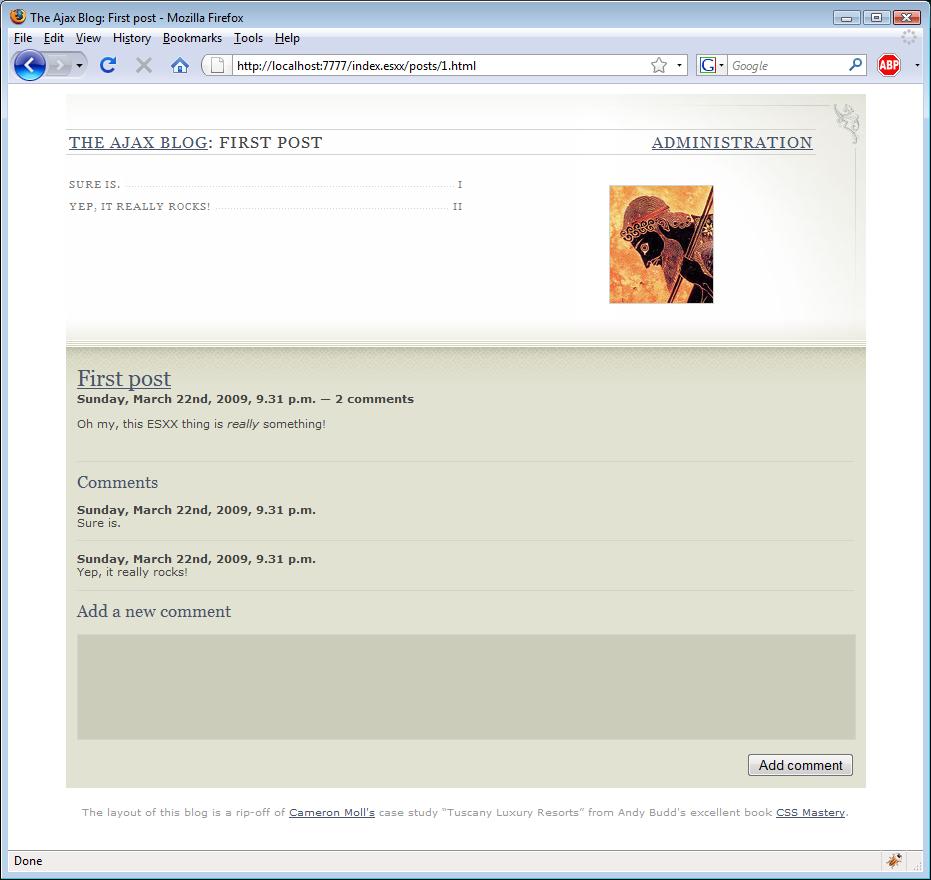 The Ajax Blog: First post - Mozilla Firefox
File Edit View History Bookmarks Tools Help
http://localhost:7777/index.esxx/posts/1.html G Google ABP
THE AJAX BLOG: FIRST POST ADMINISTRATION
SURE IS. I
YEP, IT REALLY ROCKS! II
First post
Sunday, March 22nd, 2009, 9.31 p.m. — 2 comments
Oh my, this ESXX thing is really something!
Comments
Sunday, March 22nd, 2009, 9.31 p.m.
Sure is.
Sunday, March 22nd, 2009, 9.31 p.m.
Yep, it really rocks!
Add a new comment
Add comment
The layout of this blog is a rip-off of Cameron Moll's case study “Tuscany Luxury Resorts” from Andy Budd's excellent book CSS Mastery.
Done